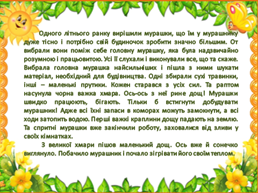 Одного літнього ранку вирішили мурашки, що їм у мурашнику
дуже тісно і потрібно свій будиночок зробити значно більшим. От
вибрали вони поміж себе головну мурашку, яка була надзвичайно
розумною і працьовитою. Усі її слухали і виконували все, що та скаже.
Вибрала головна мурашка найсильніших і пішла з ними шукати
матеріал, необхідний для будівництва. Одні збирали сухі травинки,
інші – маленькі прутики. Кожен старався з усіх сил. Та раптом
насунула чорна важка хмара. Ось-ось з неї рине дощ! Мурашки
швидко працюють, бігають. Тільки б встигнути добудувати
мурашник! Адже всі їхні запаси в коморах можуть замокнути, а всі
ходи затопить водою. Перші важкі краплини дощу падають на землю.
Та спритні мурашки вже закінчили роботу, заховалися від зливи у
своїх кімнатках.
З великої хмари пішов маленький дощ. Ось вже й сонечко
виглянуло. Побачило мурашник і почало зігрівати його своїм теплом.